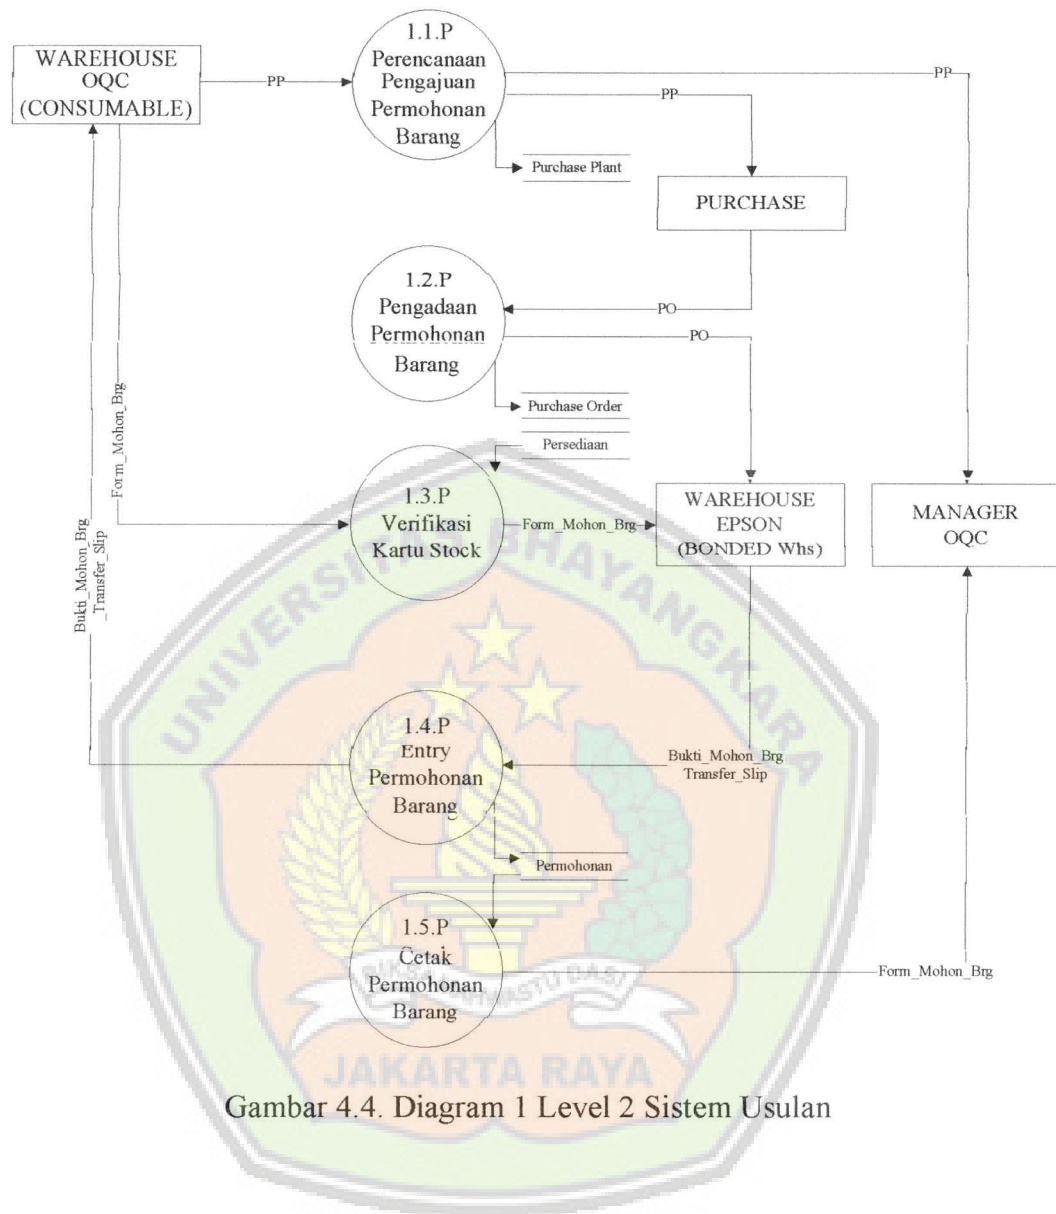 WAREHOUSE
OQC
(CONSUMABLE)
PP
1.1.P
Perencanaan
Pengajuan
Permohonan
Barang
PP
PP
Purchase Plant
PURCHASE
1.2.P
Pengadaan
Permohonan
Barang
PO
PO
Purchase Order
Persediaan
Form_Mohon_Brg
Bukti_Mohon_Brg
_Transfer_Slip
1.3.P
Verifikasi
Kartu Stock
Form_Mohon_Brg
WAREHOUSE
EPSON
(BONDED Whs)
MANAGER
OQC
1.4.P
Entry
Permohonan
Barang
Bukti_Mohon_Brg
Transfer_Slip
Permohonan
1.5.P
Cetak
Permohonan
Barang
Form_Mohon_Brg
UNIVERSITAS BHAYANGKARA
JAKARTA RAYA
Gambar 4.4. Diagram 1 Level 2 Sistem Usulan